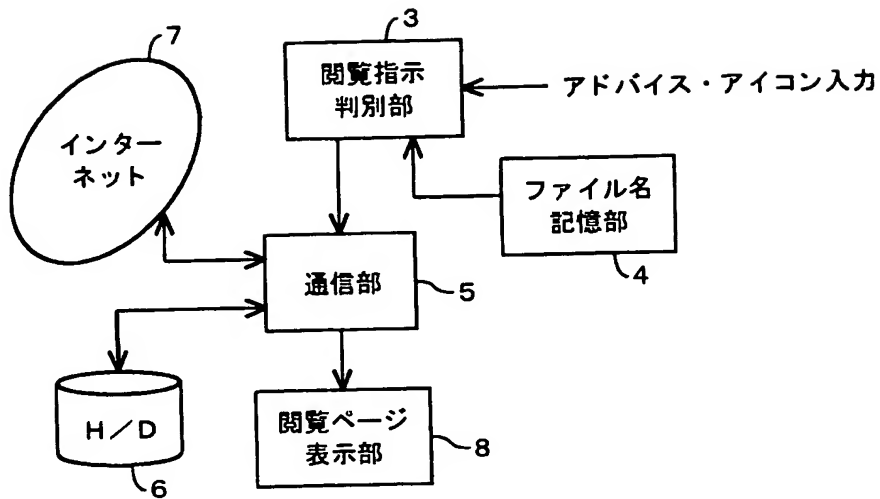 7
3
閲覧指示
判別部
アドバイス・アイコン入力
インター
ネット
ファイル名
記憶部
4
通信部
5
H/D
6
閲覧ページ
表示部
8